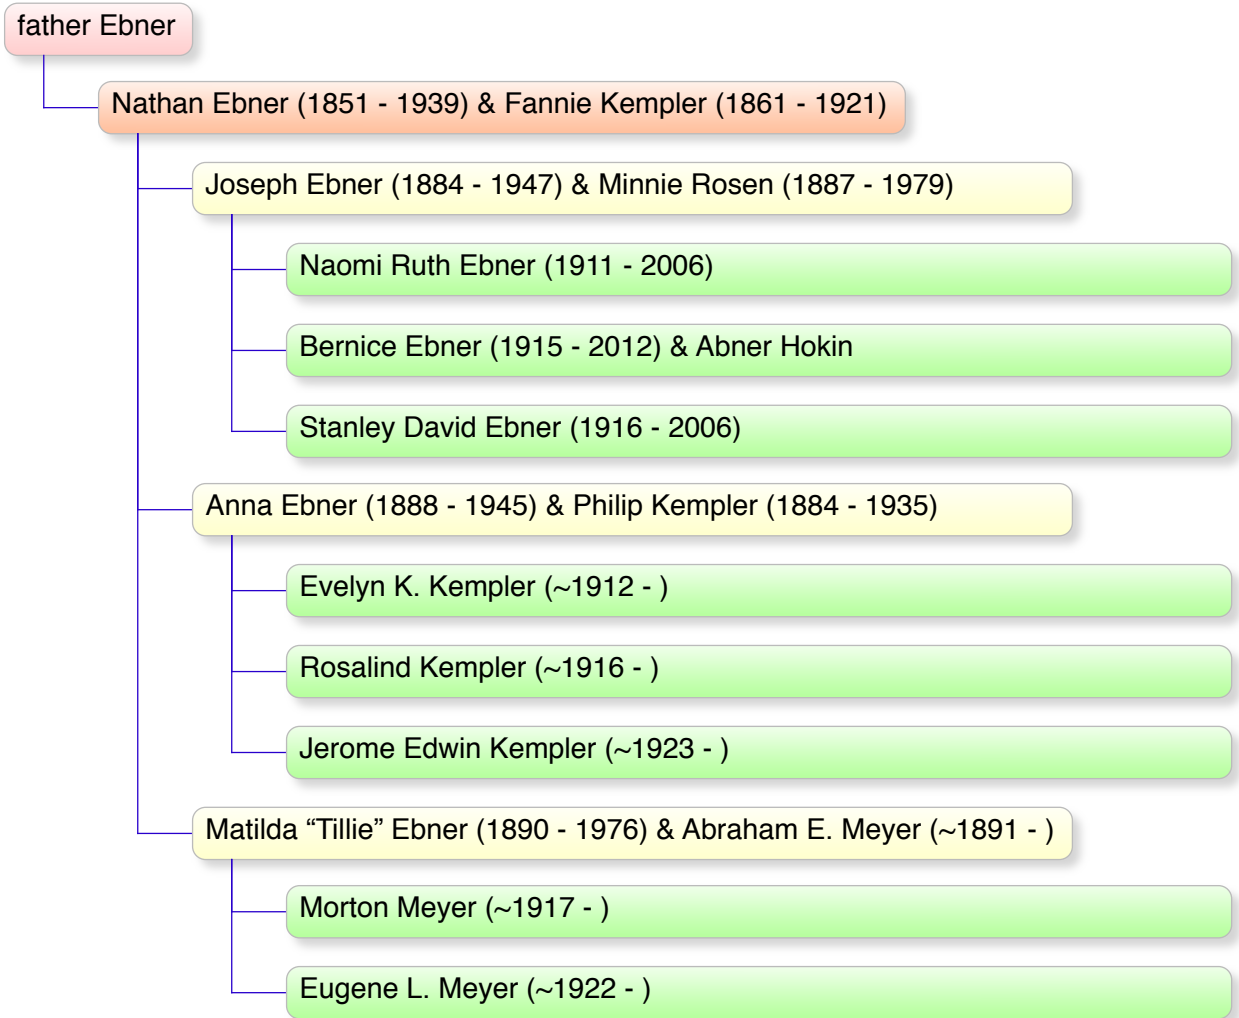 father Ebner
Nathan Ebner (1851 - 1939) & Fannie Kempler (1861 - 1921)
Joseph Ebner (1884 - 1947) & Minnie Rosen (1887 - 1979)
Naomi Ruth Ebner (1911 - 2006)
Bernice Ebner (1915 - 2012) & Abner Hokin
Stanley David Ebner (1916 - 2006)
Anna Ebner (1888 - 1945) & Philip Kempler (1884 - 1935)
Evelyn K. Kempler (~1912 - )
Rosalind Kempler (~1916 - )
Jerome Edwin Kempler (~1923 - )
Matilda “Tillie” Ebner (1890 - 1976) & Abraham E. Meyer (~1891 - )
Morton Meyer (~1917 - )
Eugene L. Meyer (~1922 - )